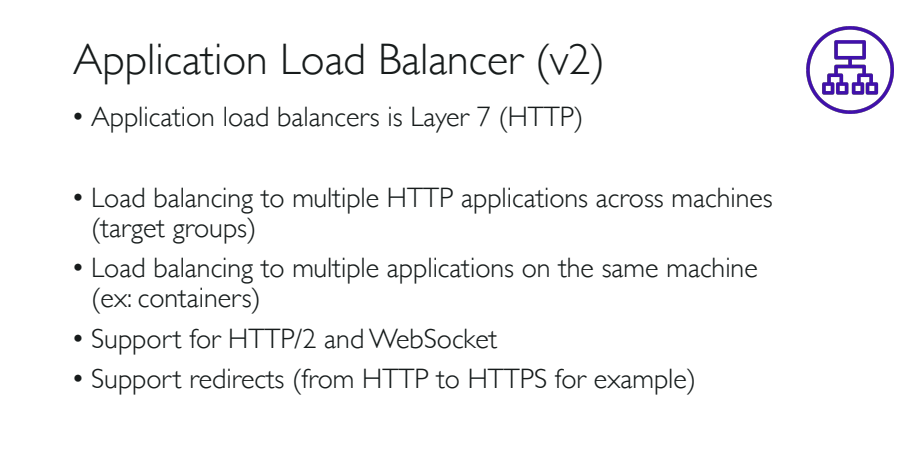 Application Load Balancer (v2)
• Application load balancers is Layer 7 (HTTP)
• Load balancing to multiple HTTP applications across machines
(target groups)
• Load balancing to multiple applications on the same machine
(ex: containers)
• Support for HTTP/2 and WebSocket
• Support redirects (from HTTP to HTTPS for example)